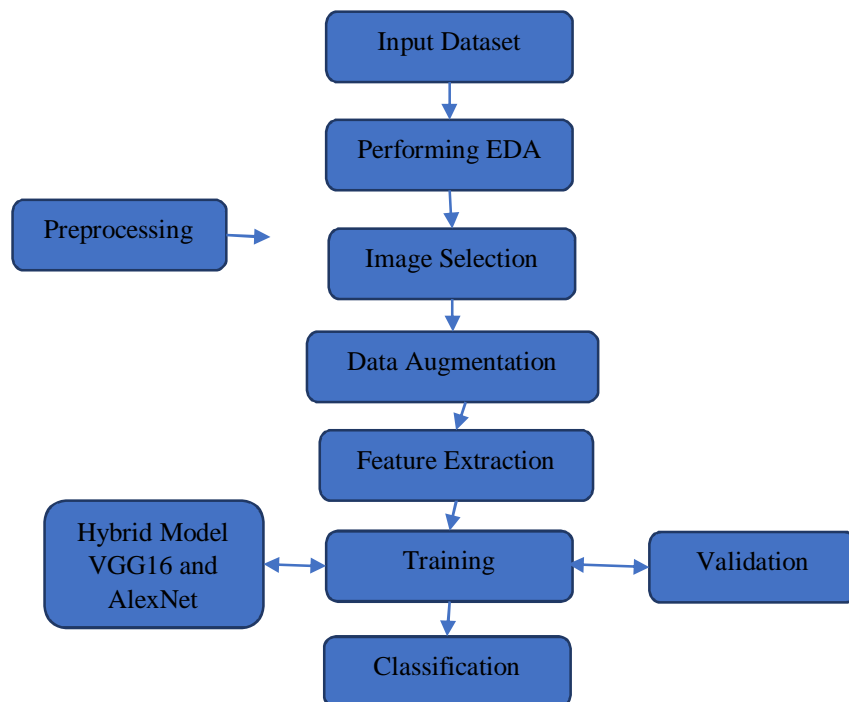 Input Dataset
Performing EDA
Preprocessing
Image Selection
Data Augmentation
Feature Extraction
Hybrid Model
VGG16 and
AlexNet
Training
Validation
Classification